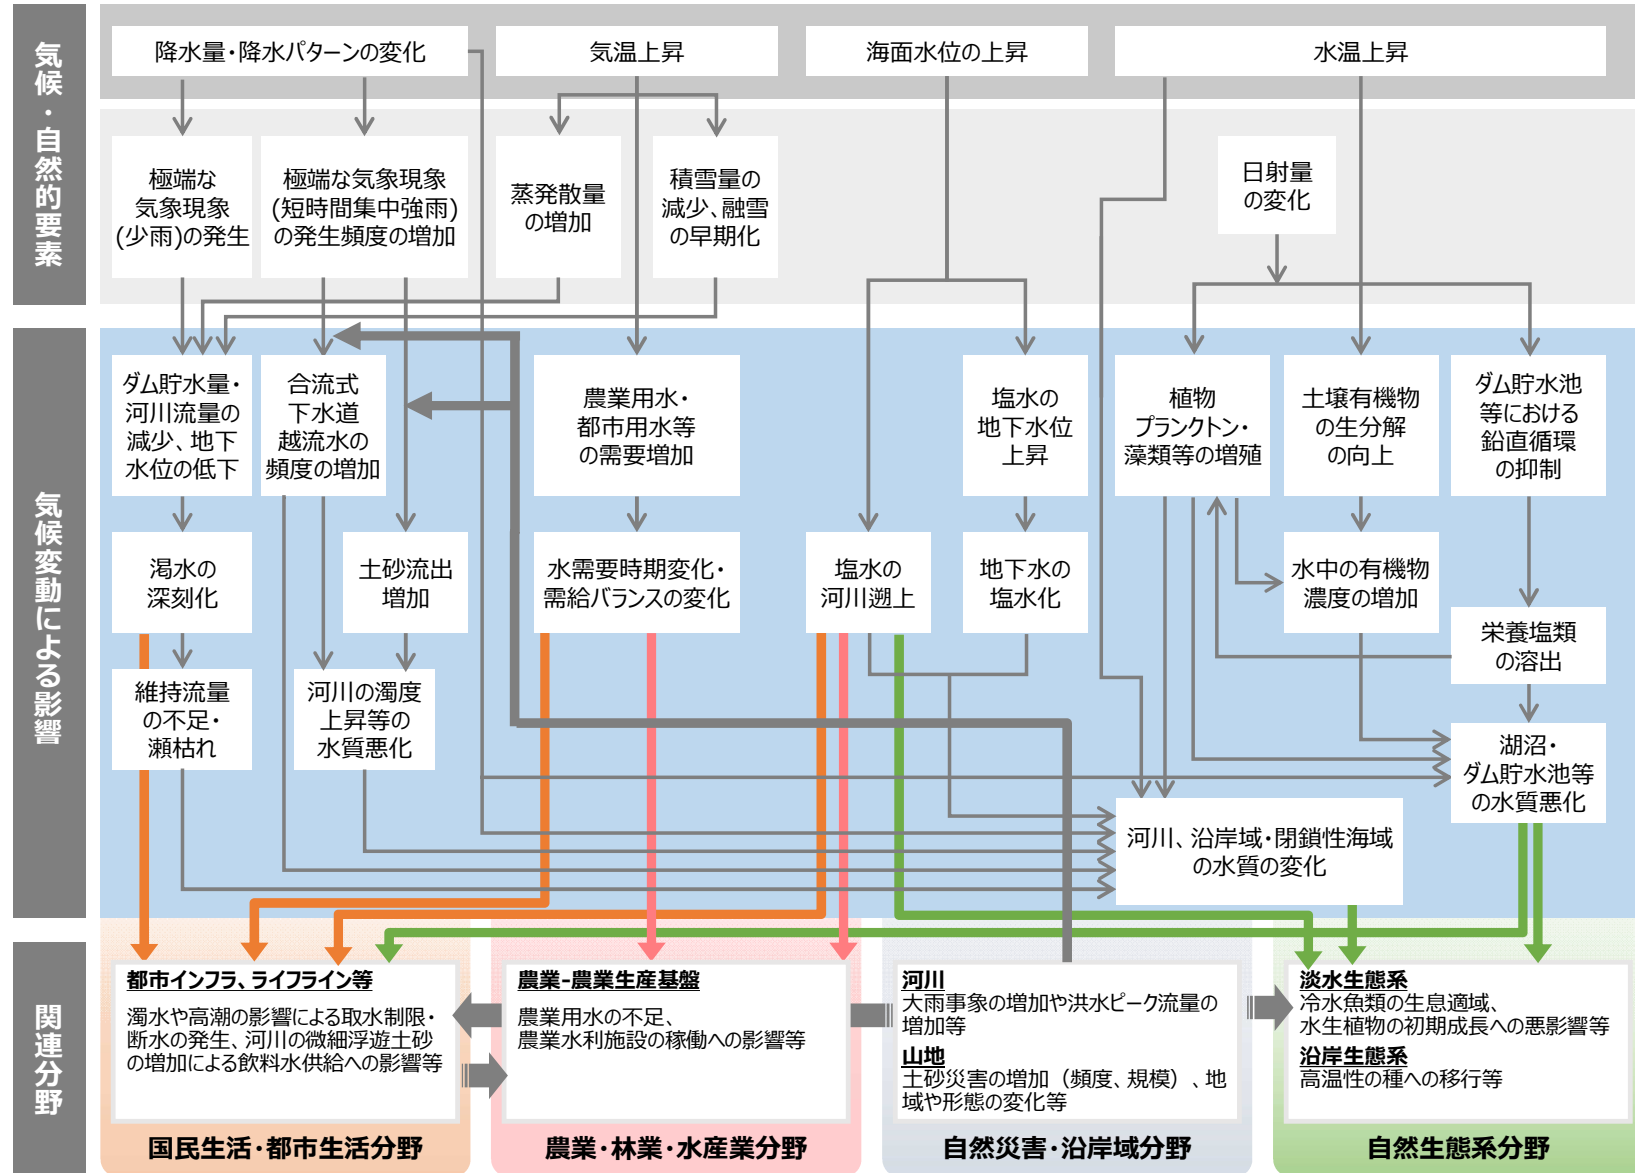 気候・自然的要素
降水量・降水パターンの変化
気温上昇
海面水位の上昇
水温上昇
極端な
気象現象
(少雨)の発生
極端な気象現象
(短時間集中強雨)
の発生頻度の増加
蒸発散量
の増加
積雪量の
減少、融雪
の早期化
日射量
の変化
気候変動による影響
ダム貯水量・
河川流量の
減少、地下
水位の低下
合流式
下水道
越流水の
頻度の増加
農業用水・
都市用水等
の需要増加
塩水の
地下水位
上昇
植物
プランクトン・
藻類等の増殖
土壌有機物
の生分解
の向上
ダム貯水池
等における
鉛直循環
の抑制
渇水の
深刻化
土砂流出
増加
水需要時期変化・
需給バランスの変化
塩水の
河川遡上
地下水の
塩水化
水中の有機物
濃度の増加
栄養塩類
の溶出
維持流量
の不足・
瀬枯れ
河川の濁度
上昇等の
水質悪化
湖沼・
ダム貯水池等
の水質悪化
河川、沿岸域・閉鎖性海域
の水質の変化
関連分野
都市インフラ、ライフライン等
濁水や高潮の影響による取水制限・
断水の発生、河川の微細浮遊土砂
の増加による飲料水供給への影響等
国民生活・都市生活分野
農業-農業生産基盤
農業用水の不足、
農業水利施設の稼働への影響等
農業・林業・水産業分野
河川
大雨事象の増加や洪水ピーク流量の
増加等
山地
土砂災害の増加（頻度、規模）、地
域や形態の変化等
自然災害・沿岸域分野
淡水生態系
冷水魚類の生息適域、
水生植物の初期成長への悪影響等
沿岸生態系
高温性の種への移行等
自然生態系分野